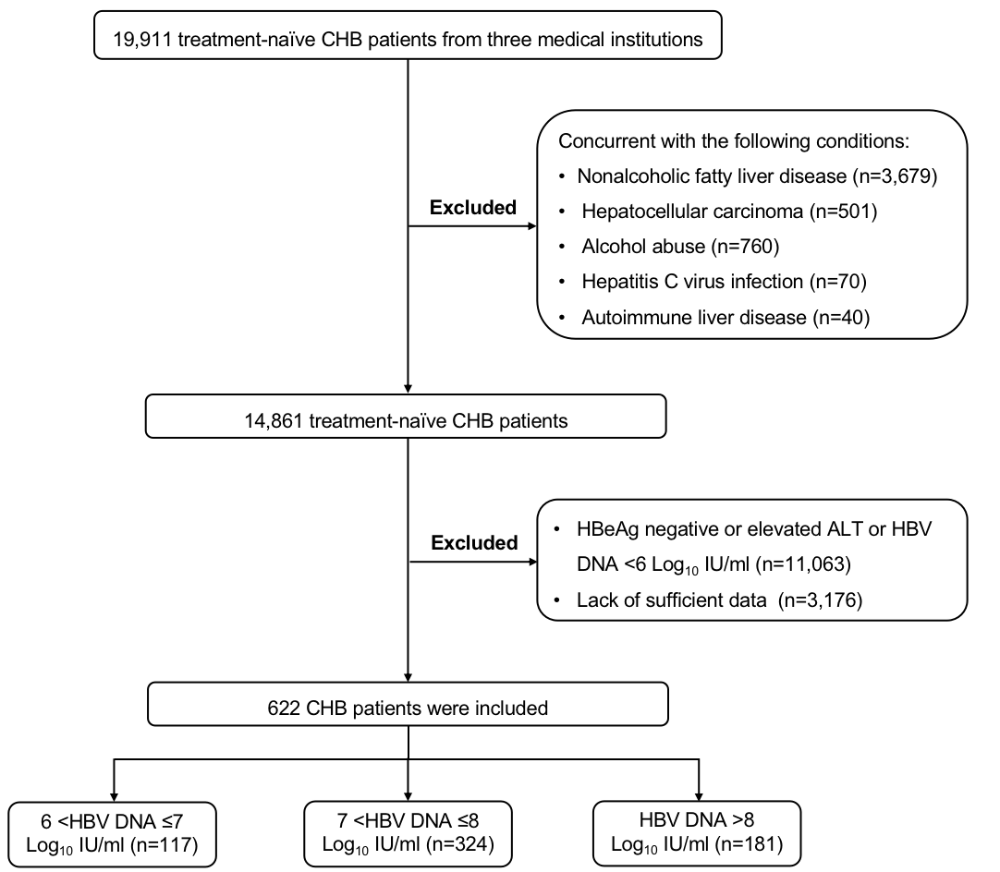 19,911 treatment-naïve CHB patients from three medical institutions
Concurrent with the following conditions:
• Nonalcoholic fatty liver disease (n=3,679)
Excluded
• Hepatocellular carcinoma (n=501)
• Alcohol abuse (n=760)
• Hepatitis C virus infection (n=70)
• Autoimmune liver disease (n=40)
14,861 treatment-naïve CHB patients
Excluded
• HBeAg negative or elevated ALT or HBV
DNA <6 Log₁₀ IU/ml (n=11,063)
• Lack of sufficient data (n=3,176)
622 CHB patients were included
6 <HBV DNA ≤7
Log₁₀ IU/ml (n=117)
7 <HBV DNA ≤8
Log₁₀ IU/ml (n=324)
HBV DNA >8
Log₁₀ IU/ml (n=181)